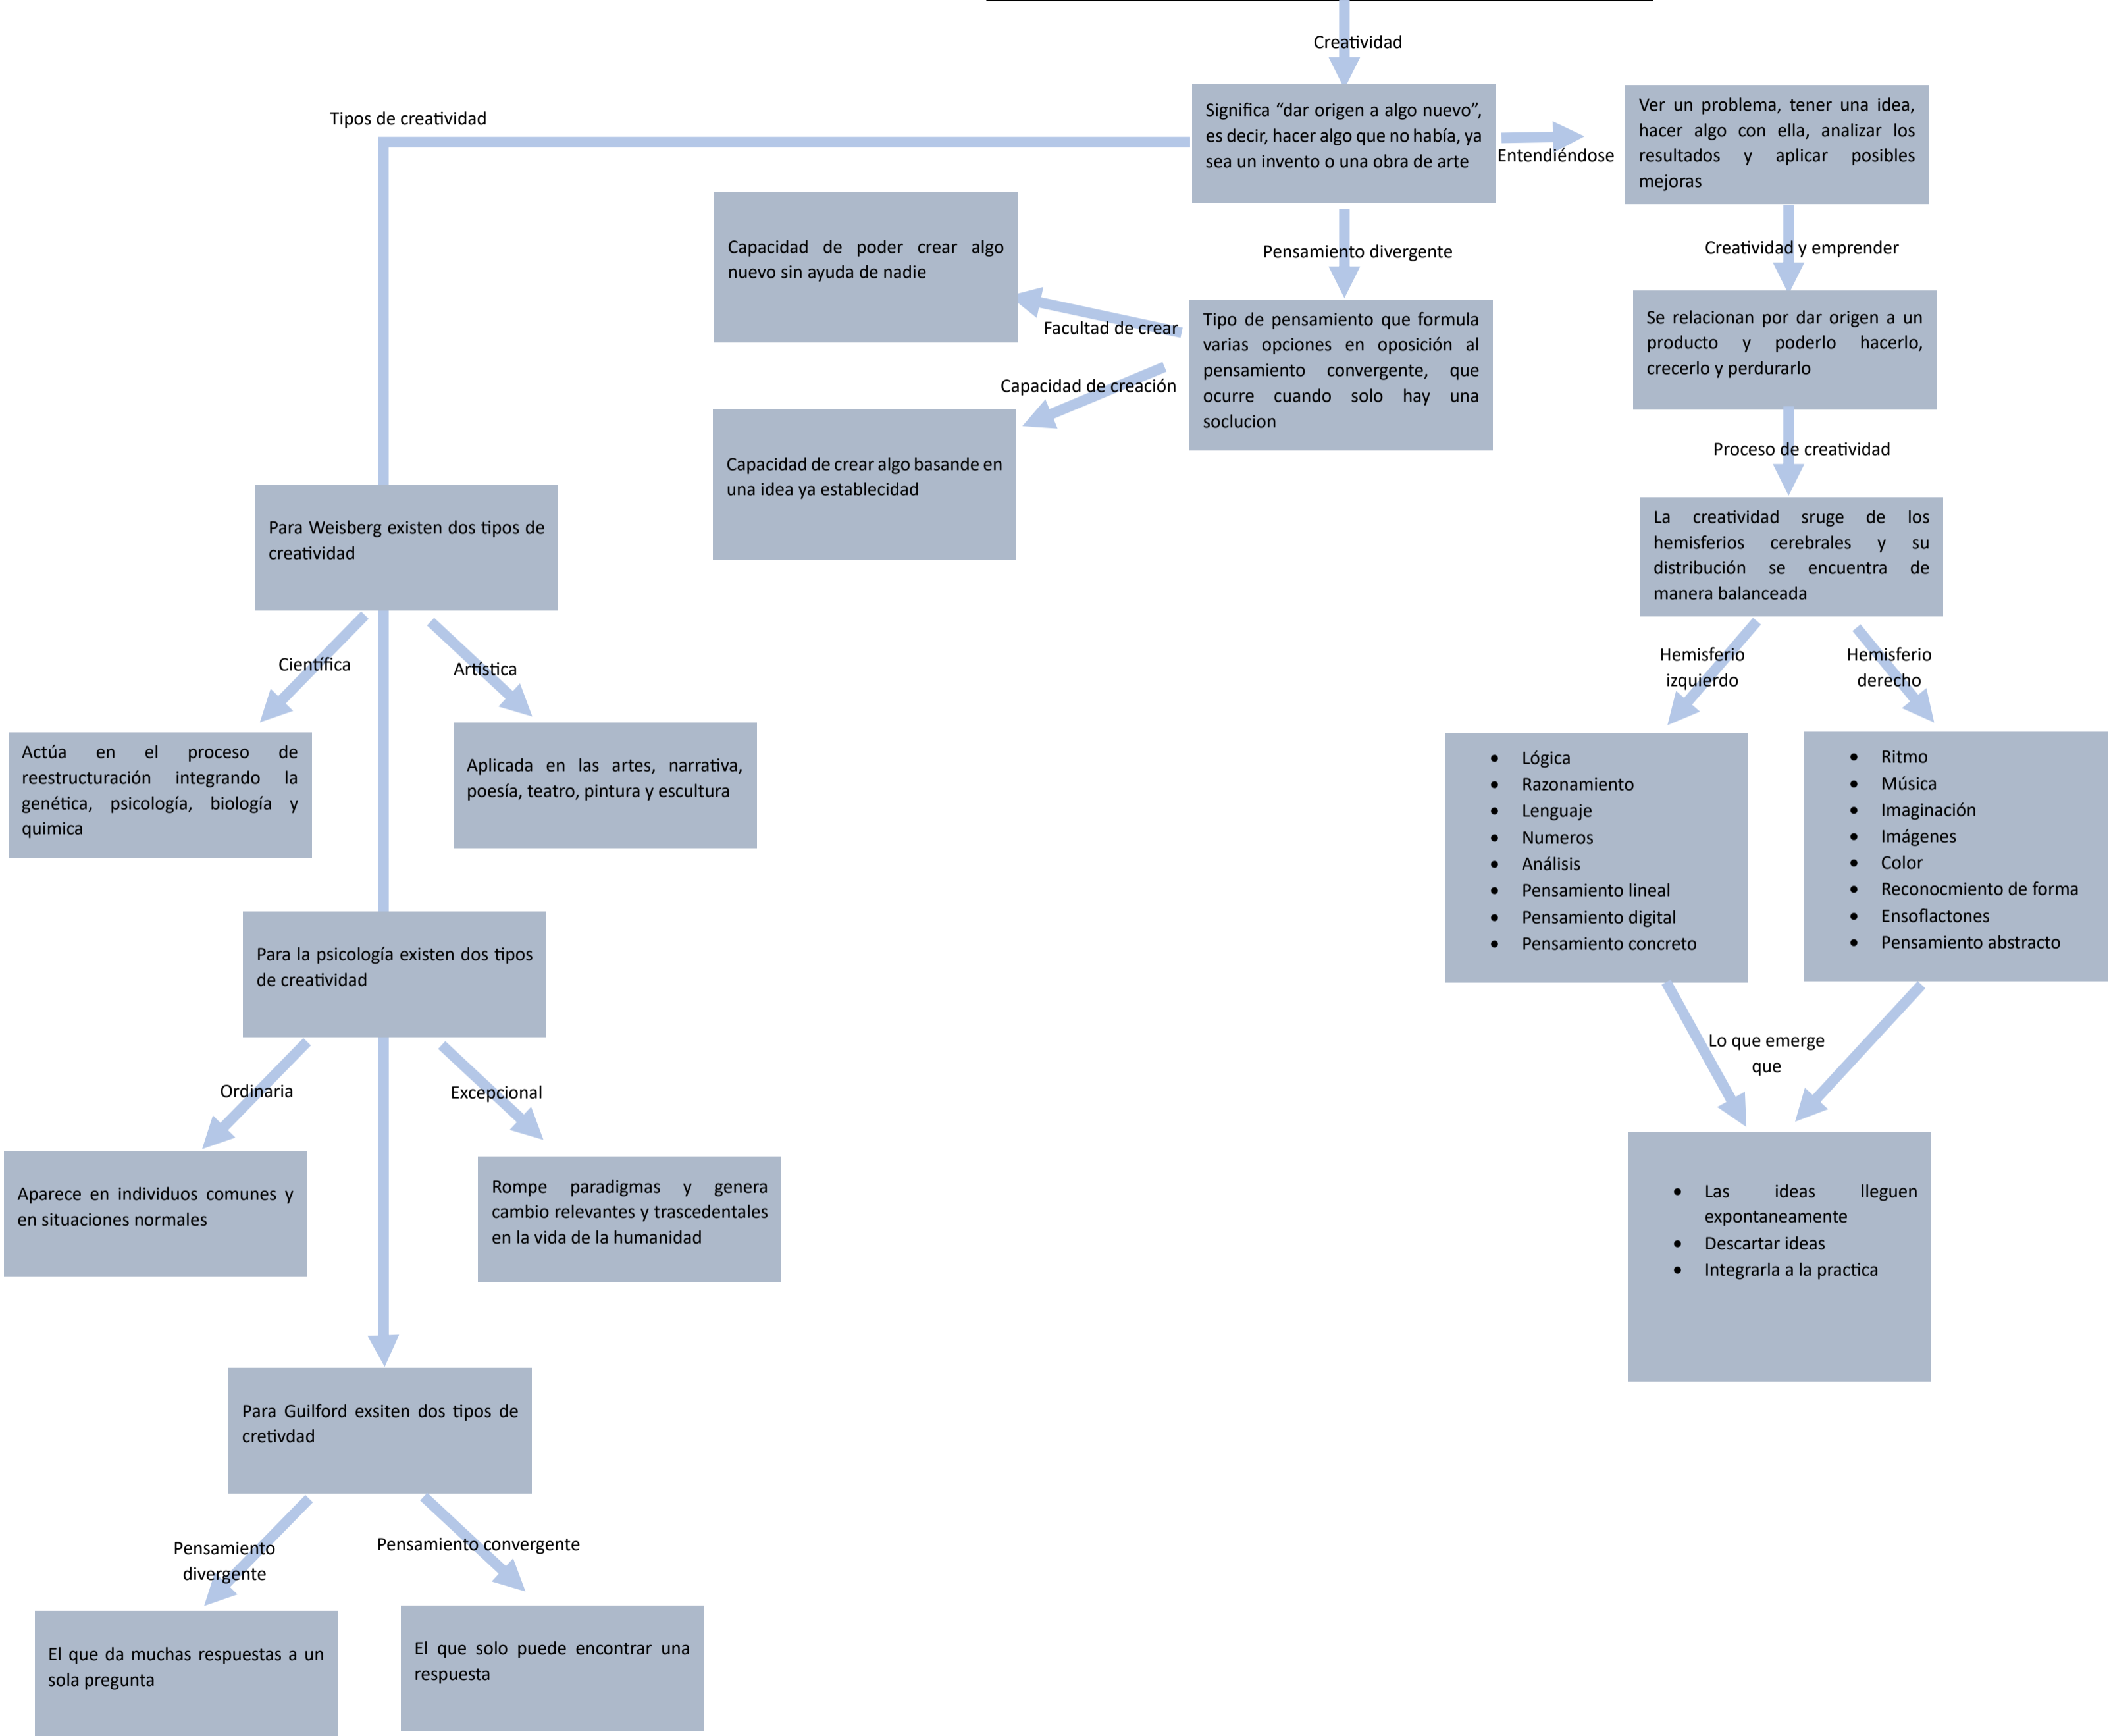 Creatividad
Significa “dar origen a algo nuevo”,
es decir, hacer algo que no había, ya
sea un invento o una obra de arte
Entendiéndose
Ver un problema, tener una idea,
hacer algo con ella, analizar los
resultados y aplicar posibles
mejoras
Creatividad y emprender
Se relacionan por dar origen a un
producto y poderlo hacerlo,
crecerlo y perdurarlo
Proceso de creatividad
La creatividad sruge de los
hemisferios cerebrales y su
distribución se encuentra de
manera balanceada
Hemisferio
izquierdo
Hemisferio
derecho
• Lógica
• Razonamiento
• Lenguaje
• Numeros
• Análisis
• Pensamiento lineal
• Pensamiento digital
• Pensamiento concreto
• Ritmo
• Música
• Imaginación
• Imágenes
• Color
• Reconocmiento de forma
• Ensoflactones
• Pensamiento abstracto
Lo que emerge
que
• Las ideas lleguen
expontaneamente
• Descartar ideas
• Integrarla a la practica
Pensamiento divergente
Tipo de pensamiento que formula
varias opciones en oposición al
pensamiento convergente, que
ocurre cuando solo hay una
soclucion
Facultad de crear
Capacidad de poder crear algo
nuevo sin ayuda de nadie
Capacidad de creación
Capacidad de crear algo basande en
una idea ya establecidad
Tipos de creatividad
Para Weisberg existen dos tipos de
creatividad
Científica
Artística
Actúa en el proceso de
reestructuración integrando la
genética, psicología, biología y
quimica
Aplicada en las artes, narrativa,
poesía, teatro, pintura y escultura
Para la psicología existen dos tipos
de creatividad
Ordinaria
Excepcional
Aparece en individuos comunes y
en situaciones normales
Rompe paradigmas y genera
cambio relevantes y trascedentales
en la vida de la humanidad
Para Guilford exsiten dos tipos de
cretivdad
Pensamiento
divergente
Pensamiento convergente
El que da muchas respuestas a un
sola pregunta
El que solo puede encontrar una
respuesta